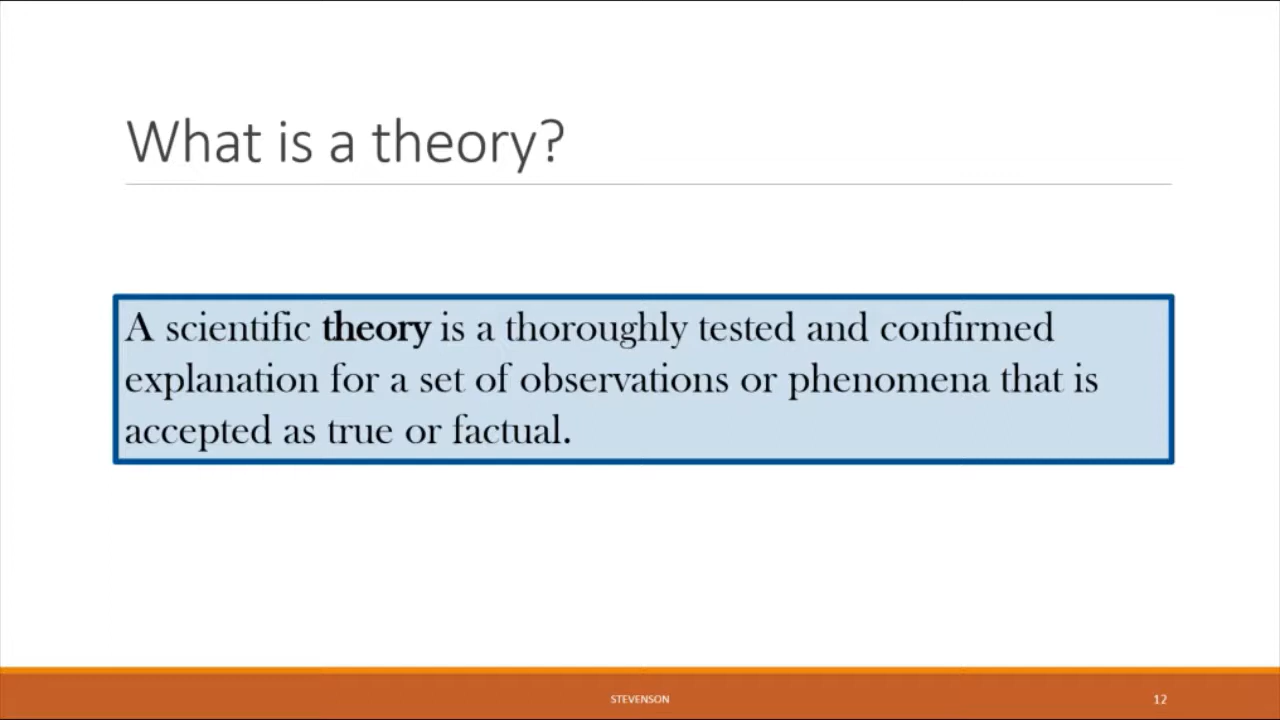 What is a theory?
A scientific theory is a thoroughly tested and confirmed
explanation for a set of observations or phenomena that is
accepted as true or factual.
STEVENSON
12